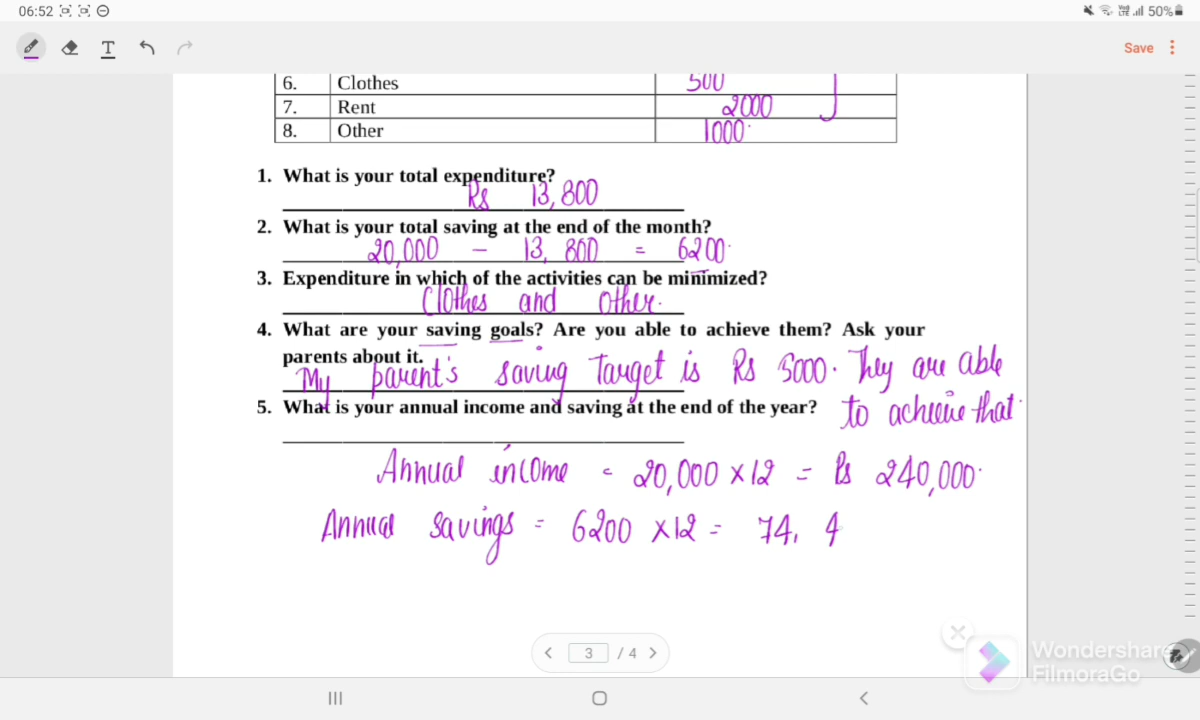 06:52 50%
T Save
6. Clothes 500
7. Rent 2000
8. Other 1000
1. What is your total expenditure?
Rs 13,800
2. What is your total saving at the end of the month?
20,000 - 13,800 = 6200
3. Expenditure in which of the activities can be minimized?
Clothes and other.
4. What are your saving goals? Are you able to achieve them? Ask your
parents about it.
My parent's saving Target is Rs 5000. They are able
to achieve that
5. What is your annual income and saving at the end of the year?
Annual income = 20,000 x 12 = Rs 240,000
Annual savings = 6200 x 12 = 74, 4
3 / 4
Wondershare
FilmoraGo